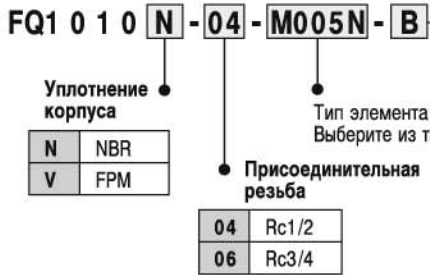 FQ1 0 1 0 N - 04 - M005N - B
Уплотнение
корпуса
N NBR
V FPM
Тип элемента
Выберите из т
Присоединительная
резьба
04 Rc1/2
06 Rc3/4